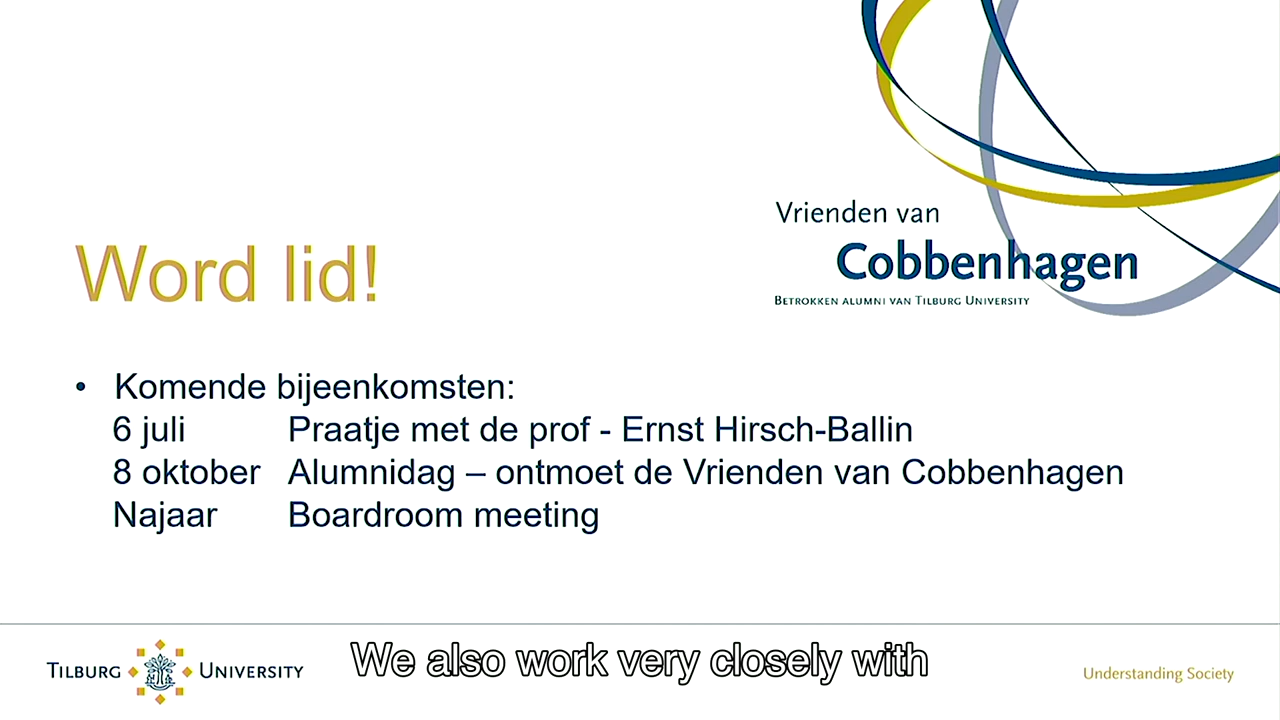 Vrienden van
Cobbenhagen
BETROKKEN ALUMNI VAN TILBURG UNIVERSITY
Word lid!
• Komende bijeenkomsten:
6 juli Praatje met de prof - Ernst Hirsch-Ballin
8 oktober Alumnidag – ontmoet de Vrienden van Cobbenhagen
Najaar Boardroom meeting
TILBURG UNIVERSITY
We also work very closely with
Understanding Society